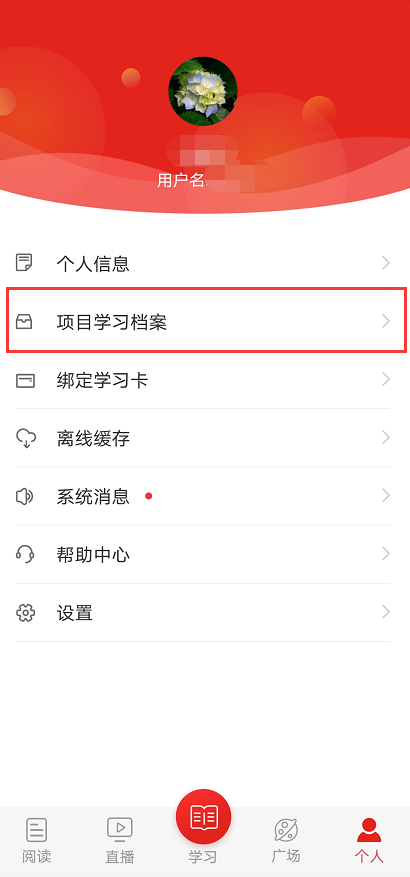 用户名
个人信息
项目学习档案
绑定学习卡
离线缓存
系统消息
帮助中心
设置
阅读
直播
学习
广场
个人